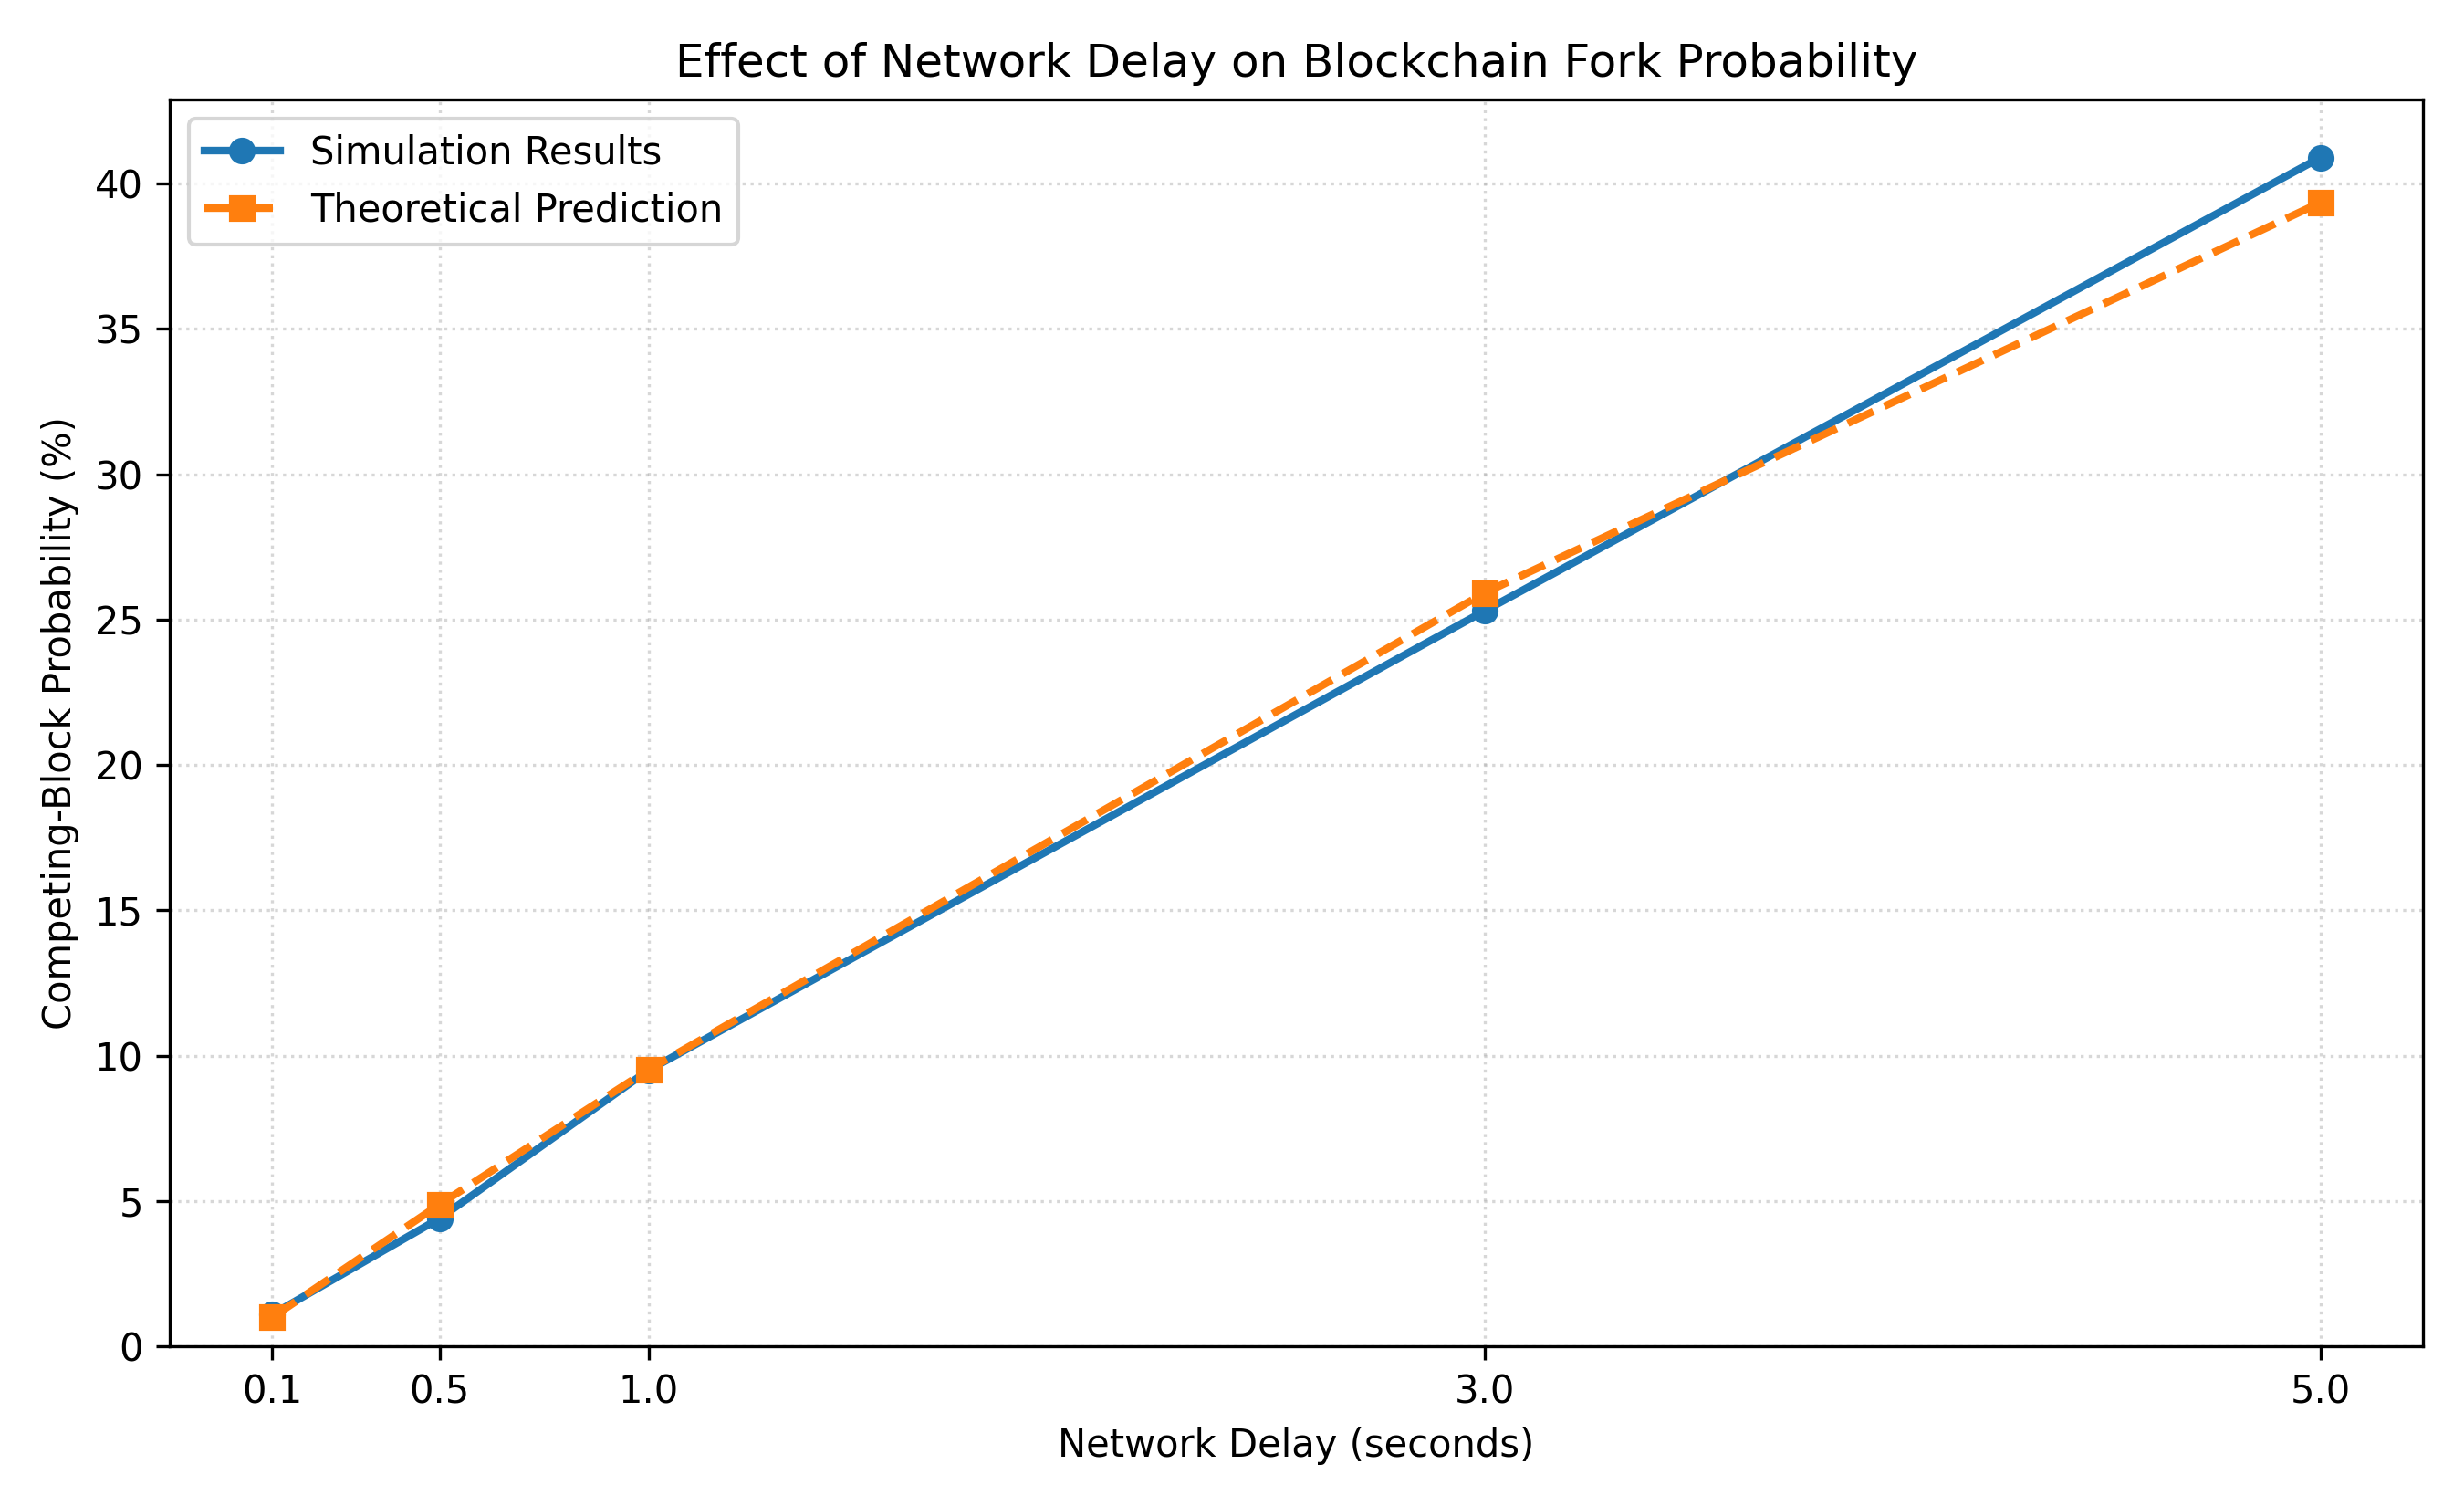 Effect of Network Delay on Blockchain Fork Probability
Simulation Results
Theoretical Prediction
Competing-Block Probability (%)
40
35
30
25
20
15
10
5
0
0.1 0.5 1.0 3.0 5.0
Network Delay (seconds)